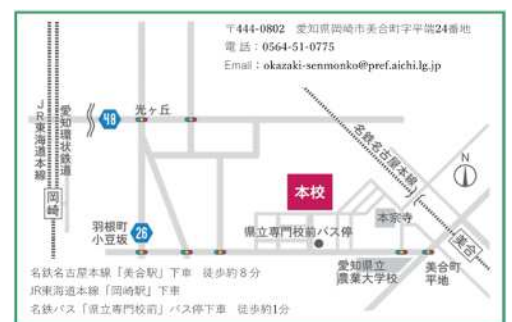 〒444-0802 愛知県岡崎市美合町字平端24番地
電話：0564-51-0775
Email：okazaki-senmonko@pref.aichi.lg.jp
JR東海道本線
愛知環状鉄道
岡崎
48
光ヶ丘
名鉄名古屋本線
N
本校
羽根町
小豆坂
26
県立専門校前バス停
本宗寺
美合
愛知県立
農業大学校
美合町
平地
名鉄名古屋本線「美合駅」下車 徒歩約8分
JR東海道本線「岡崎駅」下車
名鉄バス「県立専門校前」バス停下車 徒歩約1分